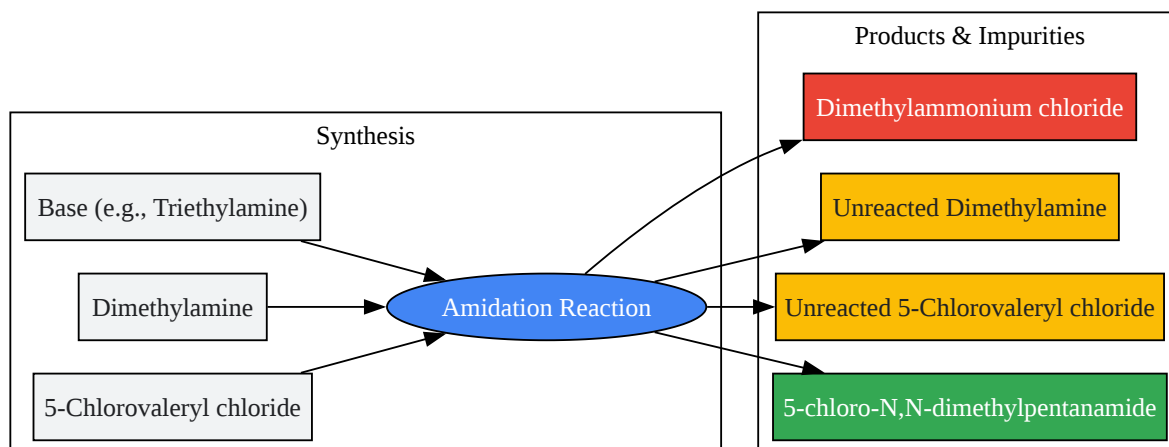 Products & Impurities
Dimethylammonium chloride
Synthesis
Base (e.g., Triethylamine)
Unreacted Dimethylamine
Dimethylamine
Amidation Reaction
Unreacted 5-Chlorovaleryl chloride
5-Chlorovaleryl chloride
5-chloro-N,N-dimethylpentanamide